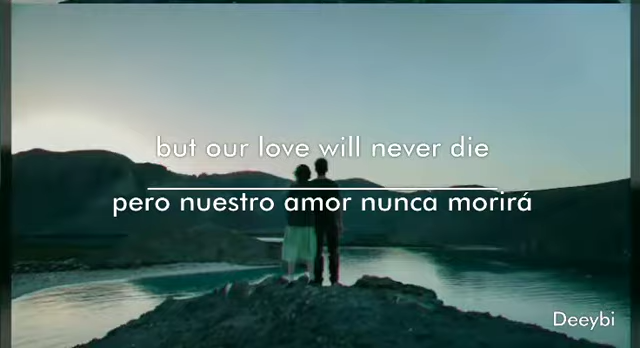 but our love will never die
pero nuestro amor nunca morirá
Deeybi